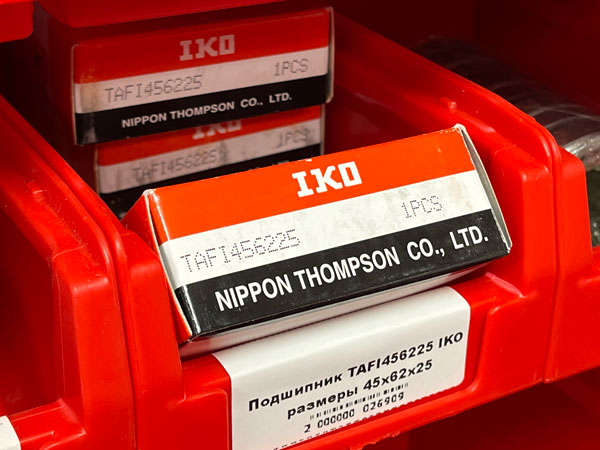 IKO
TAFI456225 1PCS
NIPPON THOMPSON CO., LTD.
IKO
TAFI456225 1PCS
IKO
TAFI456225 1PCS
NIPPON THOMPSON CO., LTD.
Подшипник TAFI456225 IKO
размеры 45x62x25
2 000000 026909